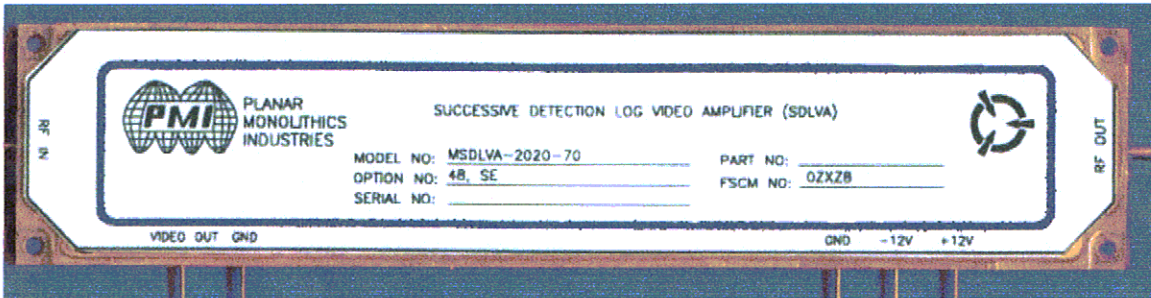 PMI
PLANAR
MONOLITHICS
INDUSTRIES
SUCCESSIVE DETECTION LOG VIDEO AMPLIFIER (SDLVA)
MODEL NO: MSDLVA-2020-70
OPTION NO: 48, SE
SERIAL NO:
PART NO:
FSCM NO: 0ZXZ8
RF IN
RF OUT
VIDEO OUT GND
GND -12V +12V